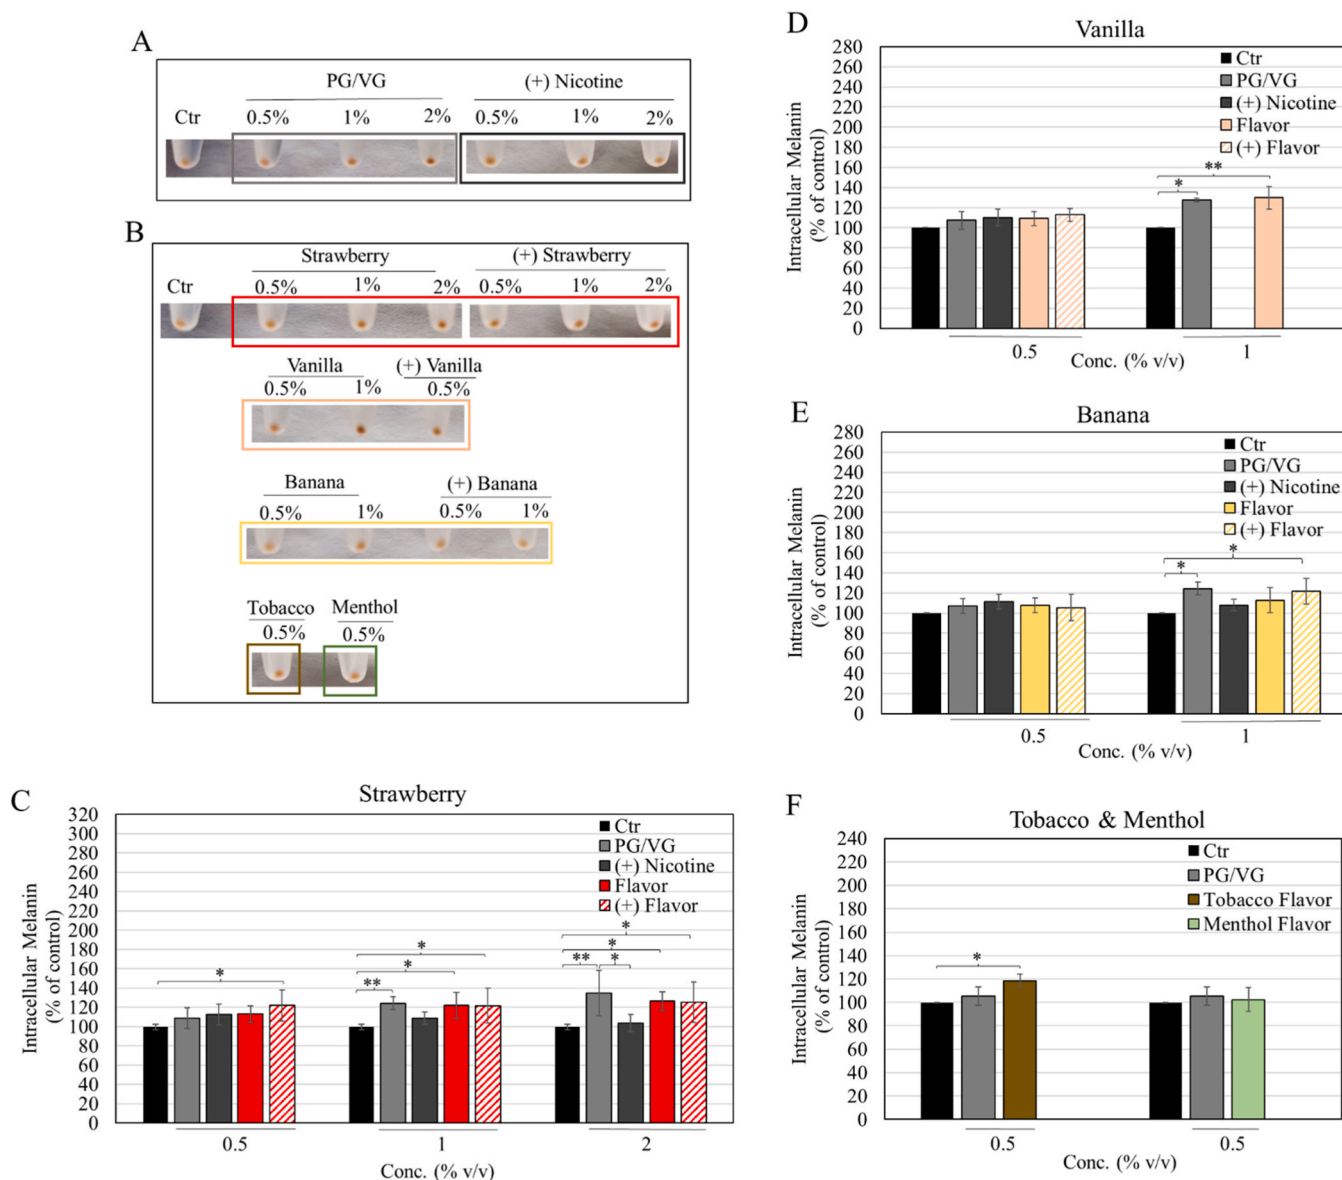 A
PG/VG (+) Nicotine
Ctr 0.5% 1% 2% 0.5% 1% 2%
B
Strawberry (+) Strawberry
Ctr 0.5% 1% 2% 0.5% 1% 2%
Vanilla (+) Vanilla
0.5% 1% 0.5%
Banana (+) Banana
0.5% 1% 0.5% 1%
Tobacco Menthol
0.5% 0.5%
C
Strawberry
Intracellular Melanin
(% of control)
320
300
280
260
240
220
200
180
160
140
120
100
80
60
40
20
0
Ctr
PG/VG
(+) Nicotine
Flavor
(+) Flavor
*
** * *
** * * *
0.5 1 2
Conc. (% v/v)
D
Vanilla
Intracellular Melanin
(% of control)
280
260
240
220
200
180
160
140
120
100
80
60
40
20
0
Ctr
PG/VG
(+) Nicotine
Flavor
(+) Flavor
**
*
0.5 1
Conc. (% v/v)
E
Banana
Intracellular Melanin
(% of control)
280
260
240
220
200
180
160
140
120
100
80
60
40
20
0
Ctr
PG/VG
(+) Nicotine
Flavor
(+) Flavor
*
*
0.5 1
Conc. (% v/v)
F
Tobacco & Menthol
Intracellular Melanin
(% of control)
240
220
200
180
160
140
120
100
80
60
40
20
0
Ctr
PG/VG
Tobacco Flavor
Menthol Flavor
*
0.5 0.5
Conc. (% v/v)